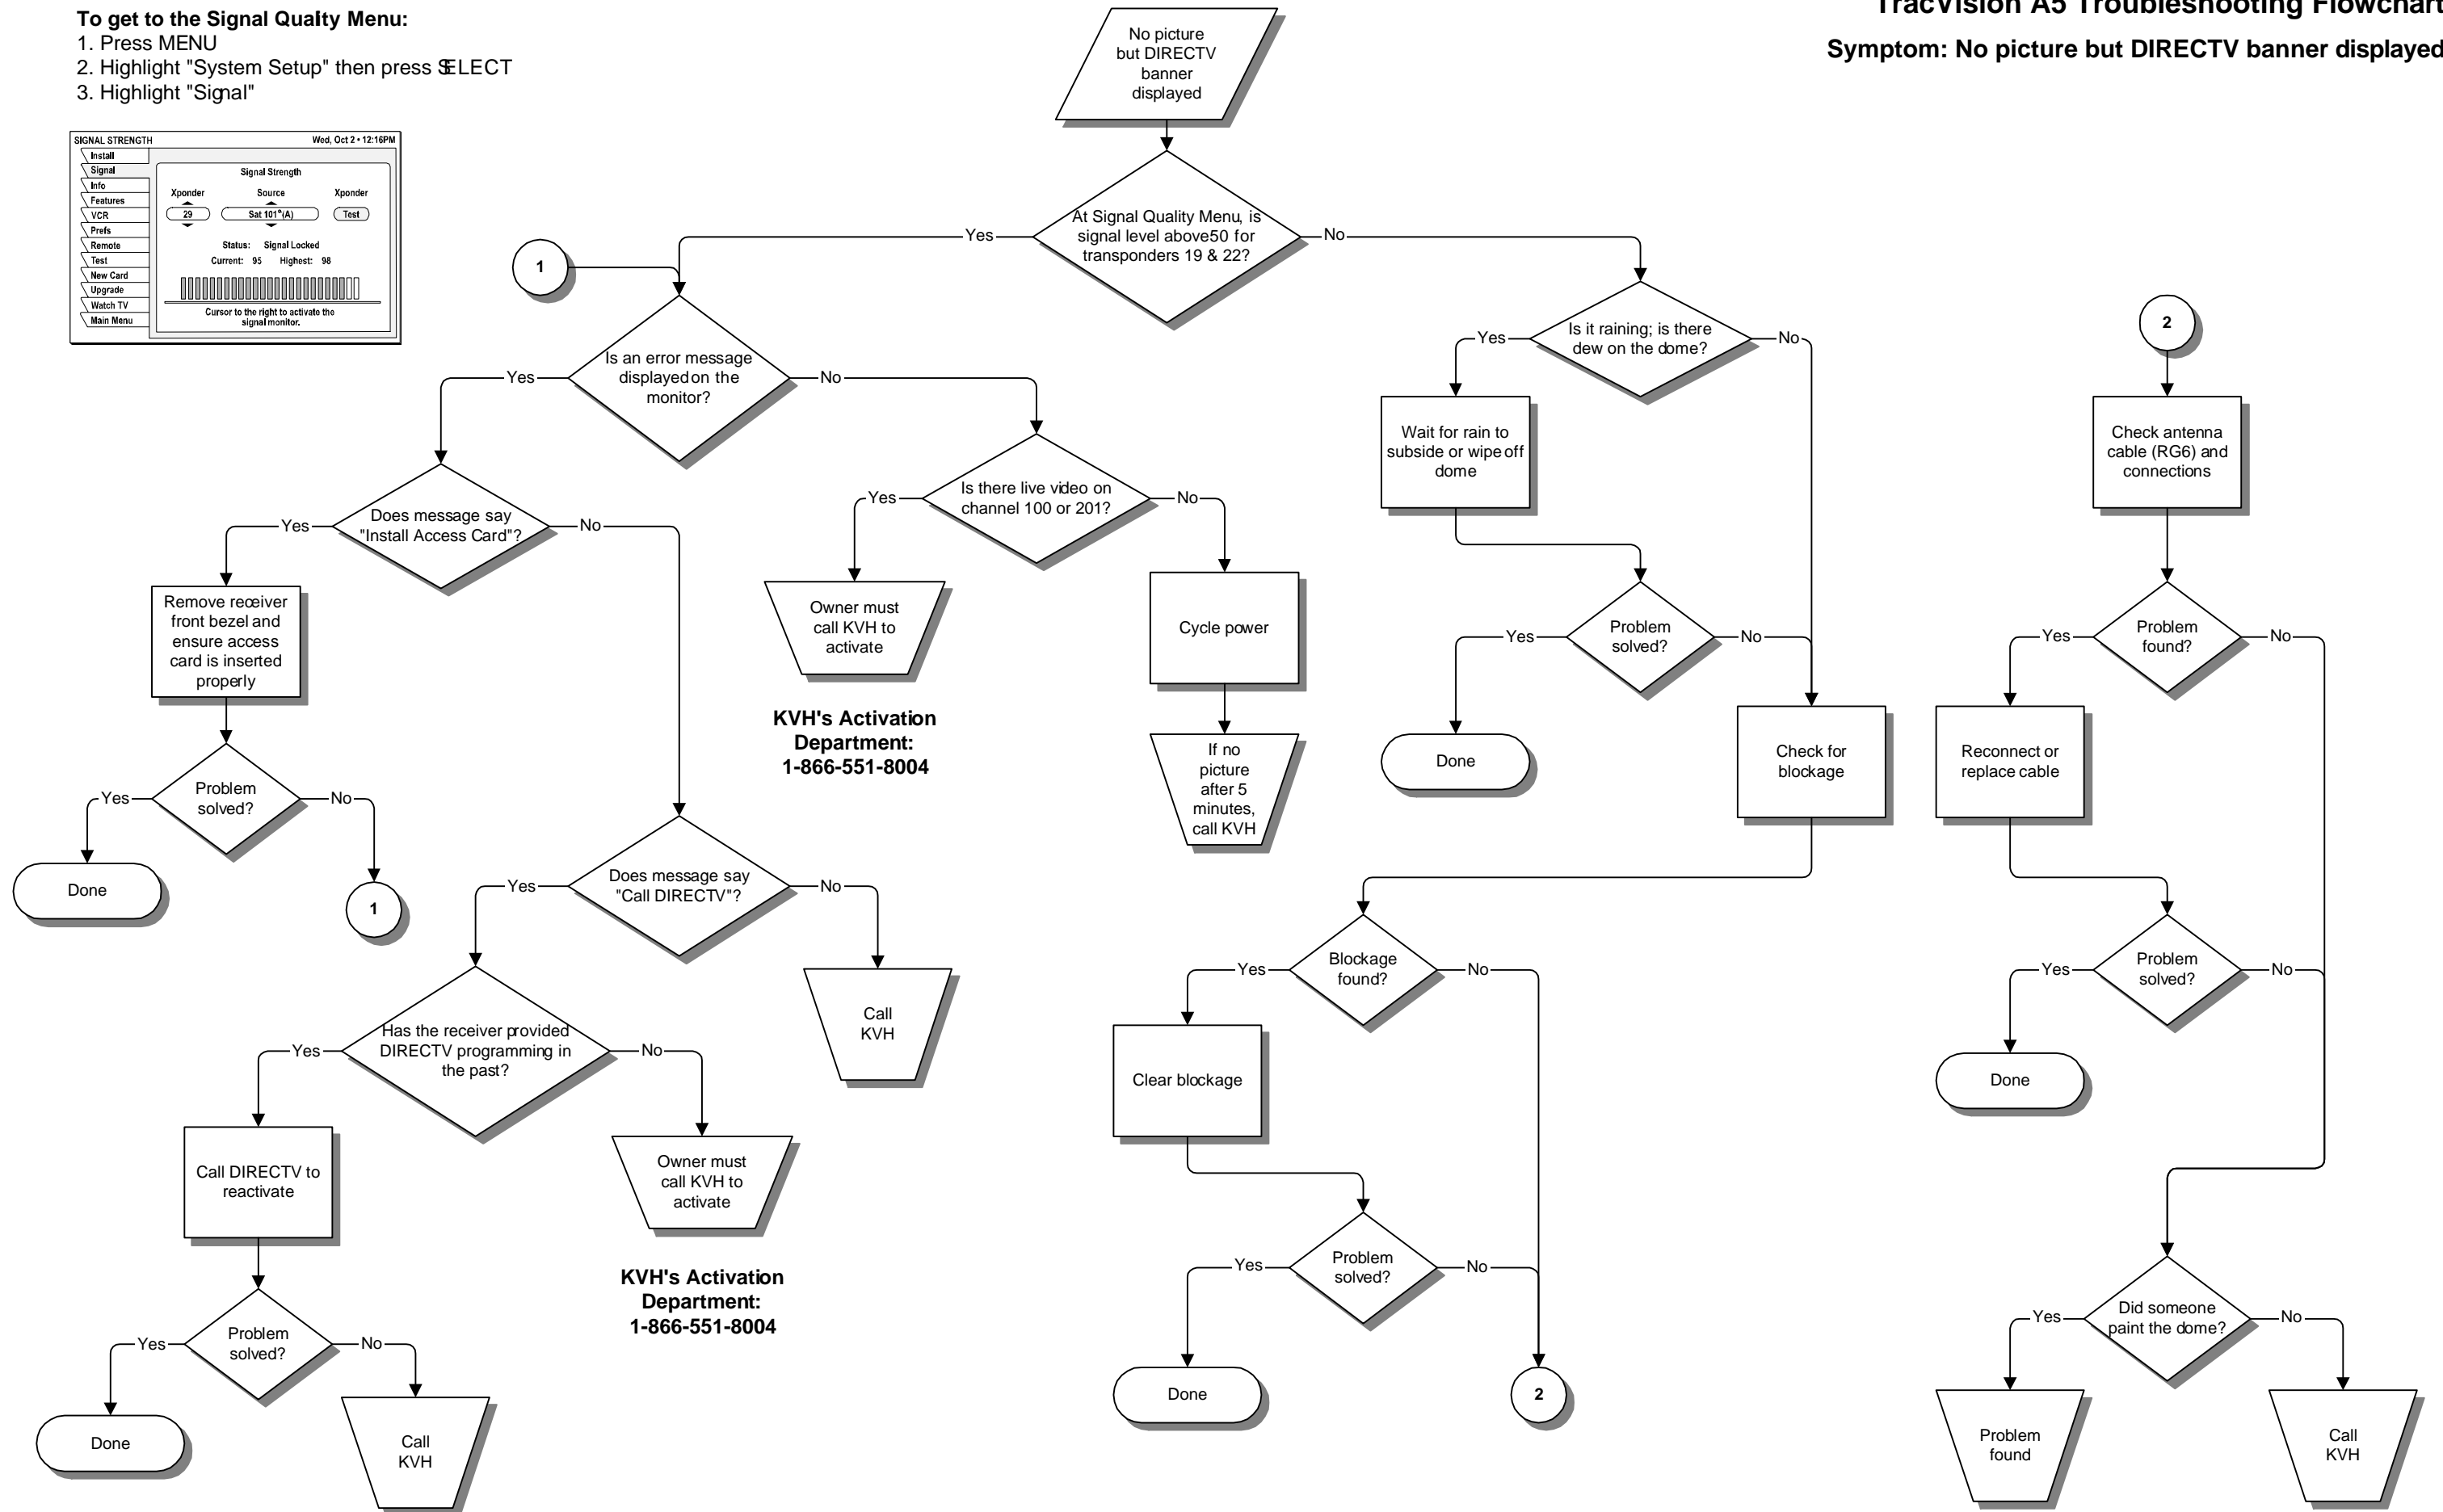 To get to the Signal Quality Menu:
1. Press MENU
2. Highlight "System Setup" then press SELECT
3. Highlight "Signal"
TracVision A5 Troubleshooting Flowchart
Symptom: No picture but DIRECTV banner displayed
SIGNAL STRENGTH
Wed, Oct 2 • 12:16PM
Install
Signal
Info
Features
VCR
Prefs
Remote
Test
New Card
Upgrade
Watch TV
Main Menu
Signal Strength
Xponder
Source
Xponder
29
Sat 101°(A)
Test
Status: Signal Locked
Current: 95 Highest: 98
Cursor to the right to activate the
signal monitor.
No picture
but DIRECTV
banner
displayed
At Signal Quality Menu, is
signal level above50 for
transponders 19 & 22?
Yes
No
1
Is an error message
displayed on the
monitor?
Yes
No
Does message say
"Install Access Card"?
Yes
No
Remove receiver
front bezel and
ensure access
card is inserted
properly
Problem
solved?
Yes
No
Done
1
Is there live video on
channel 100 or 201?
Yes
No
Owner must
call KVH to
activate
KVH's Activation
Department:
1-866-551-8004
Cycle power
If no
picture
after 5
minutes,
call KVH
Does message say
"Call DIRECTV"?
Yes
No
Call
KVH
Has the receiver provided
DIRECTV programming in
the past?
Yes
No
Call DIRECTV to
reactivate
Owner must
call KVH to
activate
KVH's Activation
Department:
1-866-551-8004
Problem
solved?
Yes
No
Done
Call
KVH
Is it raining; is there
dew on the dome?
Yes
No
Wait for rain to
subside or wipe off
dome
Problem
solved?
Yes
No
Done
Check for
blockage
Blockage
found?
Yes
No
Clear blockage
Problem
solved?
Yes
No
Done
2
2
Check antenna
cable (RG6) and
connections
Problem
found?
Yes
No
Reconnect or
replace cable
Problem
solved?
Yes
No
Done
Did someone
paint the dome?
Yes
No
Problem
found
Call
KVH